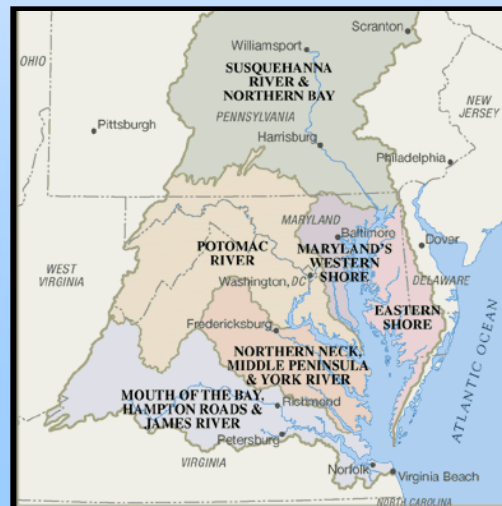 Scranton
Williamsport
OHIO
SUSQUEHANNA
RIVER &
NORTHERN BAY
NEW
JERSEY
PENNSYLVANIA
Pittsburgh
Harrisburg
Philadelphia
MARYLAND
Baltimore
Dover
POTOMAC
RIVER
MARYLAND'S
WESTERN
SHORE
WEST
VIRGINIA
Washington, DC
DELAWARE
EASTERN
SHORE
Fredericksburg
NORTHERN NECK,
MIDDLE PENINSULA
& YORK RIVER
ATLANTIC OCEAN
MOUTH OF THE BAY,
HAMPTON ROADS &
JAMES RIVER
Richmond
Petersburg
VIRGINIA
Norfolk
Virginia Beach
NORTH CAROLINA